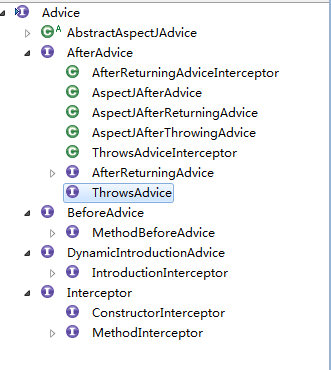 Advice
AbstractAspectJAdvice
AfterAdvice
AfterReturningAdviceInterceptor
AspectJAfterAdvice
AspectJAfterReturningAdvice
AspectJAfterThrowingAdvice
ThrowsAdviceInterceptor
AfterReturningAdvice
ThrowsAdvice
BeforeAdvice
MethodBeforeAdvice
DynamicIntroductionAdvice
IntroductionInterceptor
Interceptor
ConstructorInterceptor
MethodInterceptor